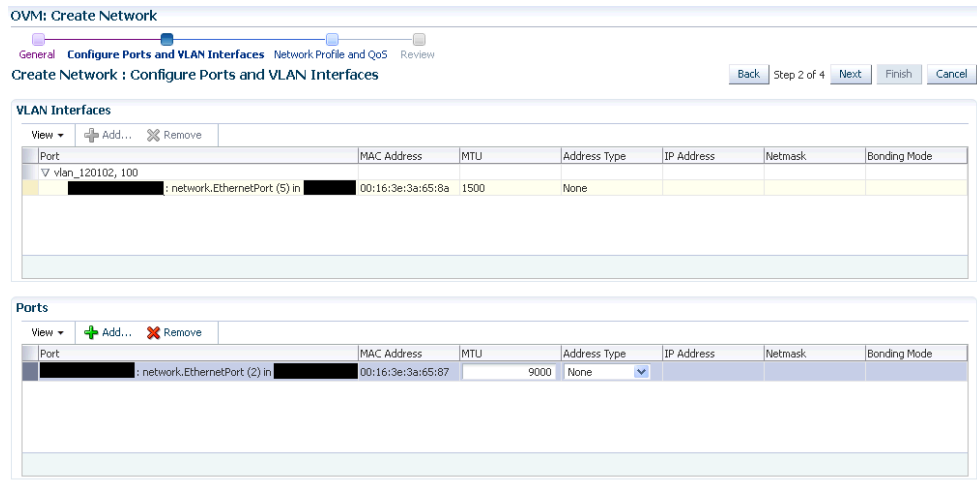 OVM: Create Network
General Configure Ports and VLAN Interfaces Network Profile and QoS Review
Create Network : Configure Ports and VLAN Interfaces Back Step 2 of 4 Next Finish Cancel
VLAN Interfaces
View Add... Remove
Port MAC Address MTU Address Type IP Address Netmask Bonding Mode
vlan_120102, 100
: network.EthernetPort (5) in 00:16:3e:3a:65:8a 1500 None
Ports
View Add... Remove
Port MAC Address MTU Address Type IP Address Netmask Bonding Mode
: network.EthernetPort (2) in 00:16:3e:3a:65:87 9000 None